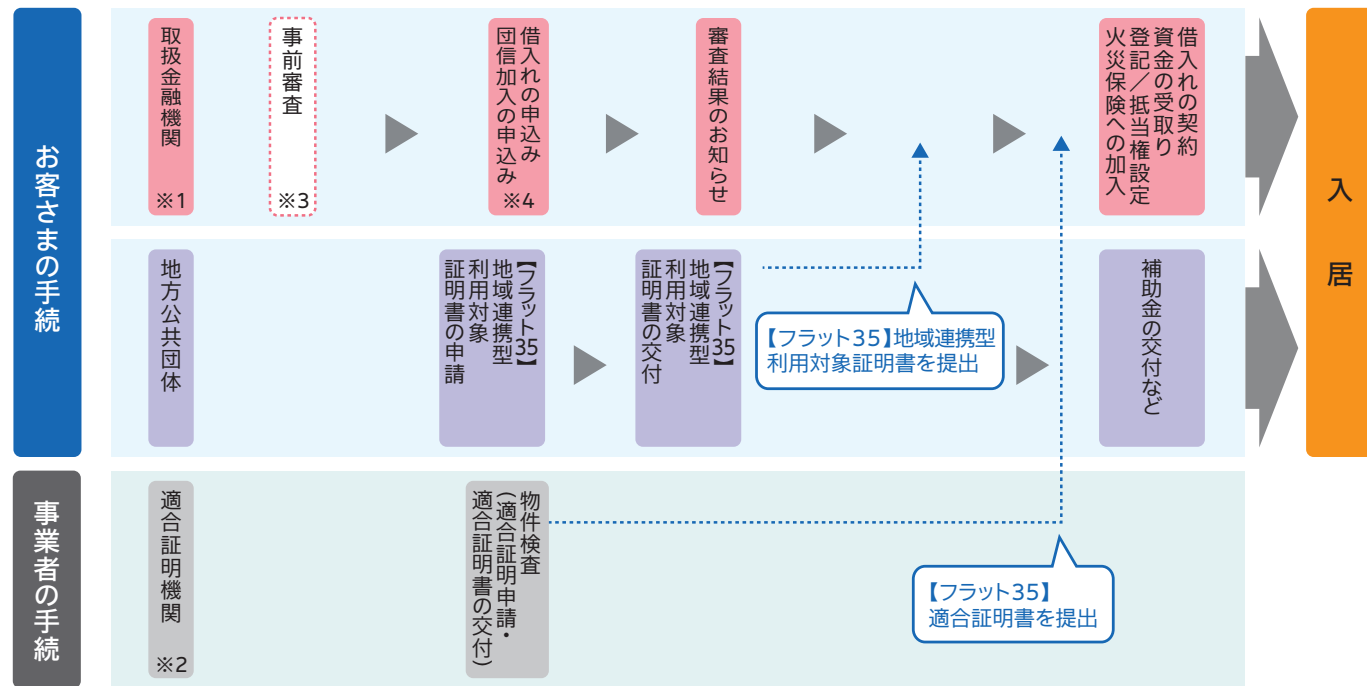 お客さまの手続
取扱金融機関 ※1
事前審査 ※3
借入れの申込み
団信加入の申込み
※4
審査結果のお知らせ
借入れの契約
資金の受取り
登記／抵当権設定
火災保険への加入
地方公共団体
【フラット35】
地域連携型
利用対象
証明書の申請
【フラット35】
地域連携型
利用対象
証明書の交付
【フラット35】地域連携型
利用対象証明書を提出
補助金の交付など
入居
事業者の手続
適合証明機関 ※2
物件検査
(適合証明申請・
適合証明書の交付)
【フラット35】
適合証明書を提出